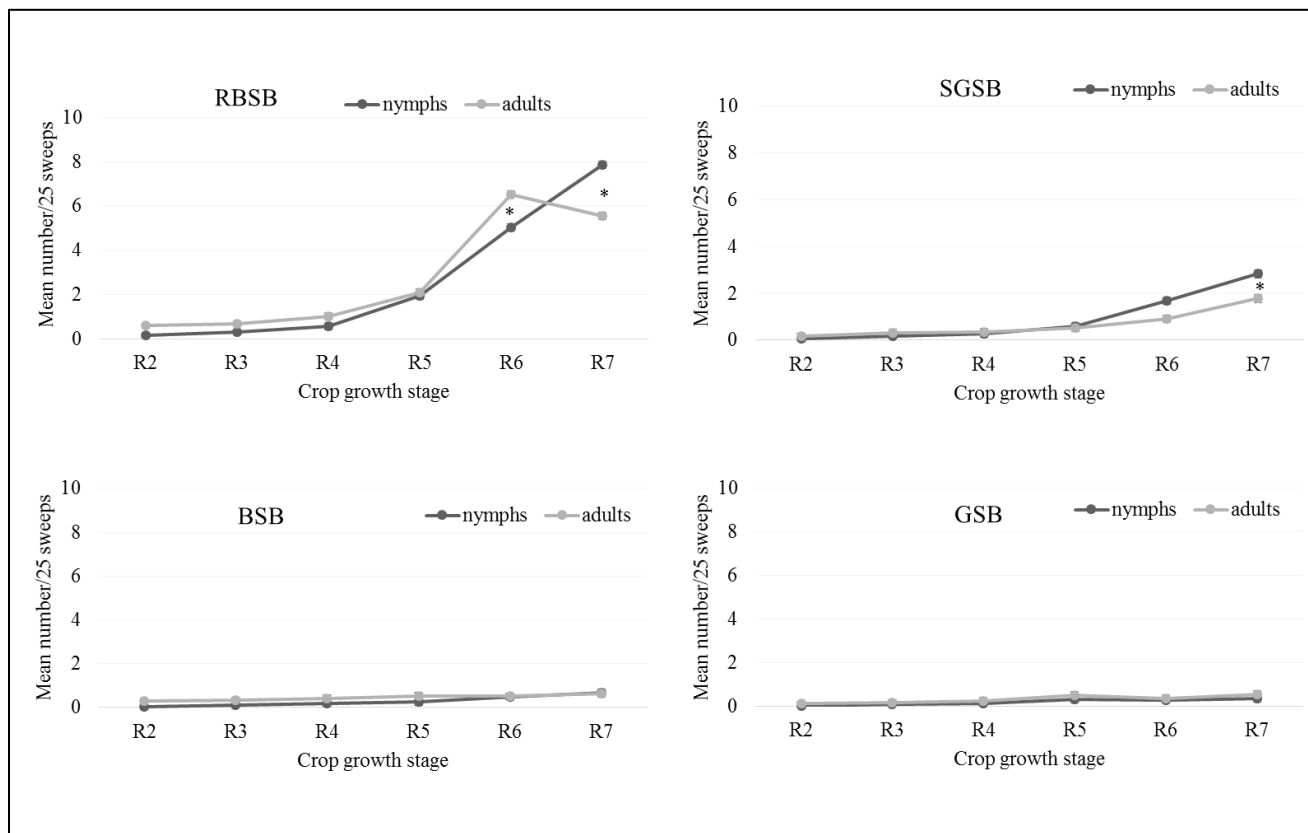 RBSB
nymphs adults
10
8
6
4
2
0
Mean number/25 sweeps
*
*
R2 R3 R4 R5 R6 R7
Crop growth stage
SGSB
nymphs adults
10
8
6
4
2
0
Mean number/25 sweeps
*
R2 R3 R4 R5 R6 R7
Crop growth stage
BSB
nymphs adults
10
8
6
4
2
0
Mean number/25 sweeps
R2 R3 R4 R5 R6 R7
Crop growth stage
GSB
nymphs adults
10
8
6
4
2
0
Mean number/25 sweeps
R2 R3 R4 R5 R6 R7
Crop growth stage